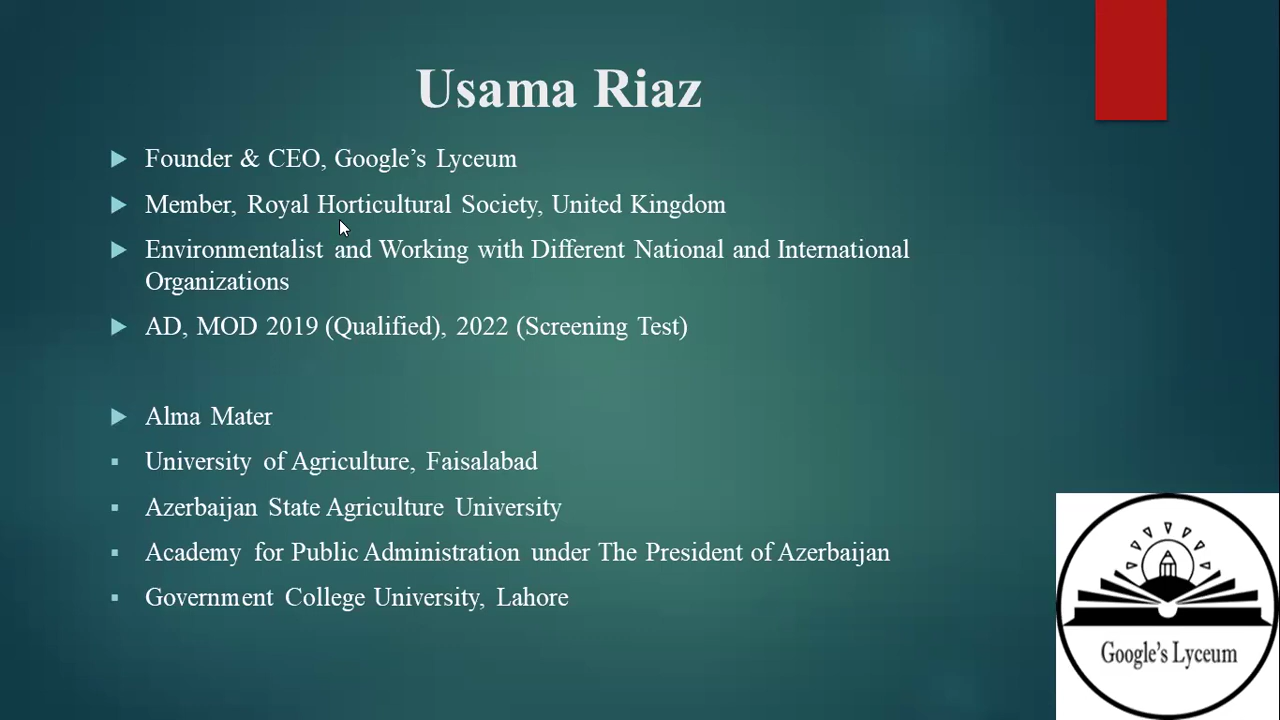 Usama Riaz
Founder & CEO, Google's Lyceum
Member, Royal Horticultural Society, United Kingdom
Environmentalist and Working with Different National and International
Organizations
AD, MOD 2019 (Qualified), 2022 (Screening Test)
Alma Mater
University of Agriculture, Faisalabad
Azerbaijan State Agriculture University
Academy for Public Administration under The President of Azerbaijan
Government College University, Lahore
Google's Lyceum